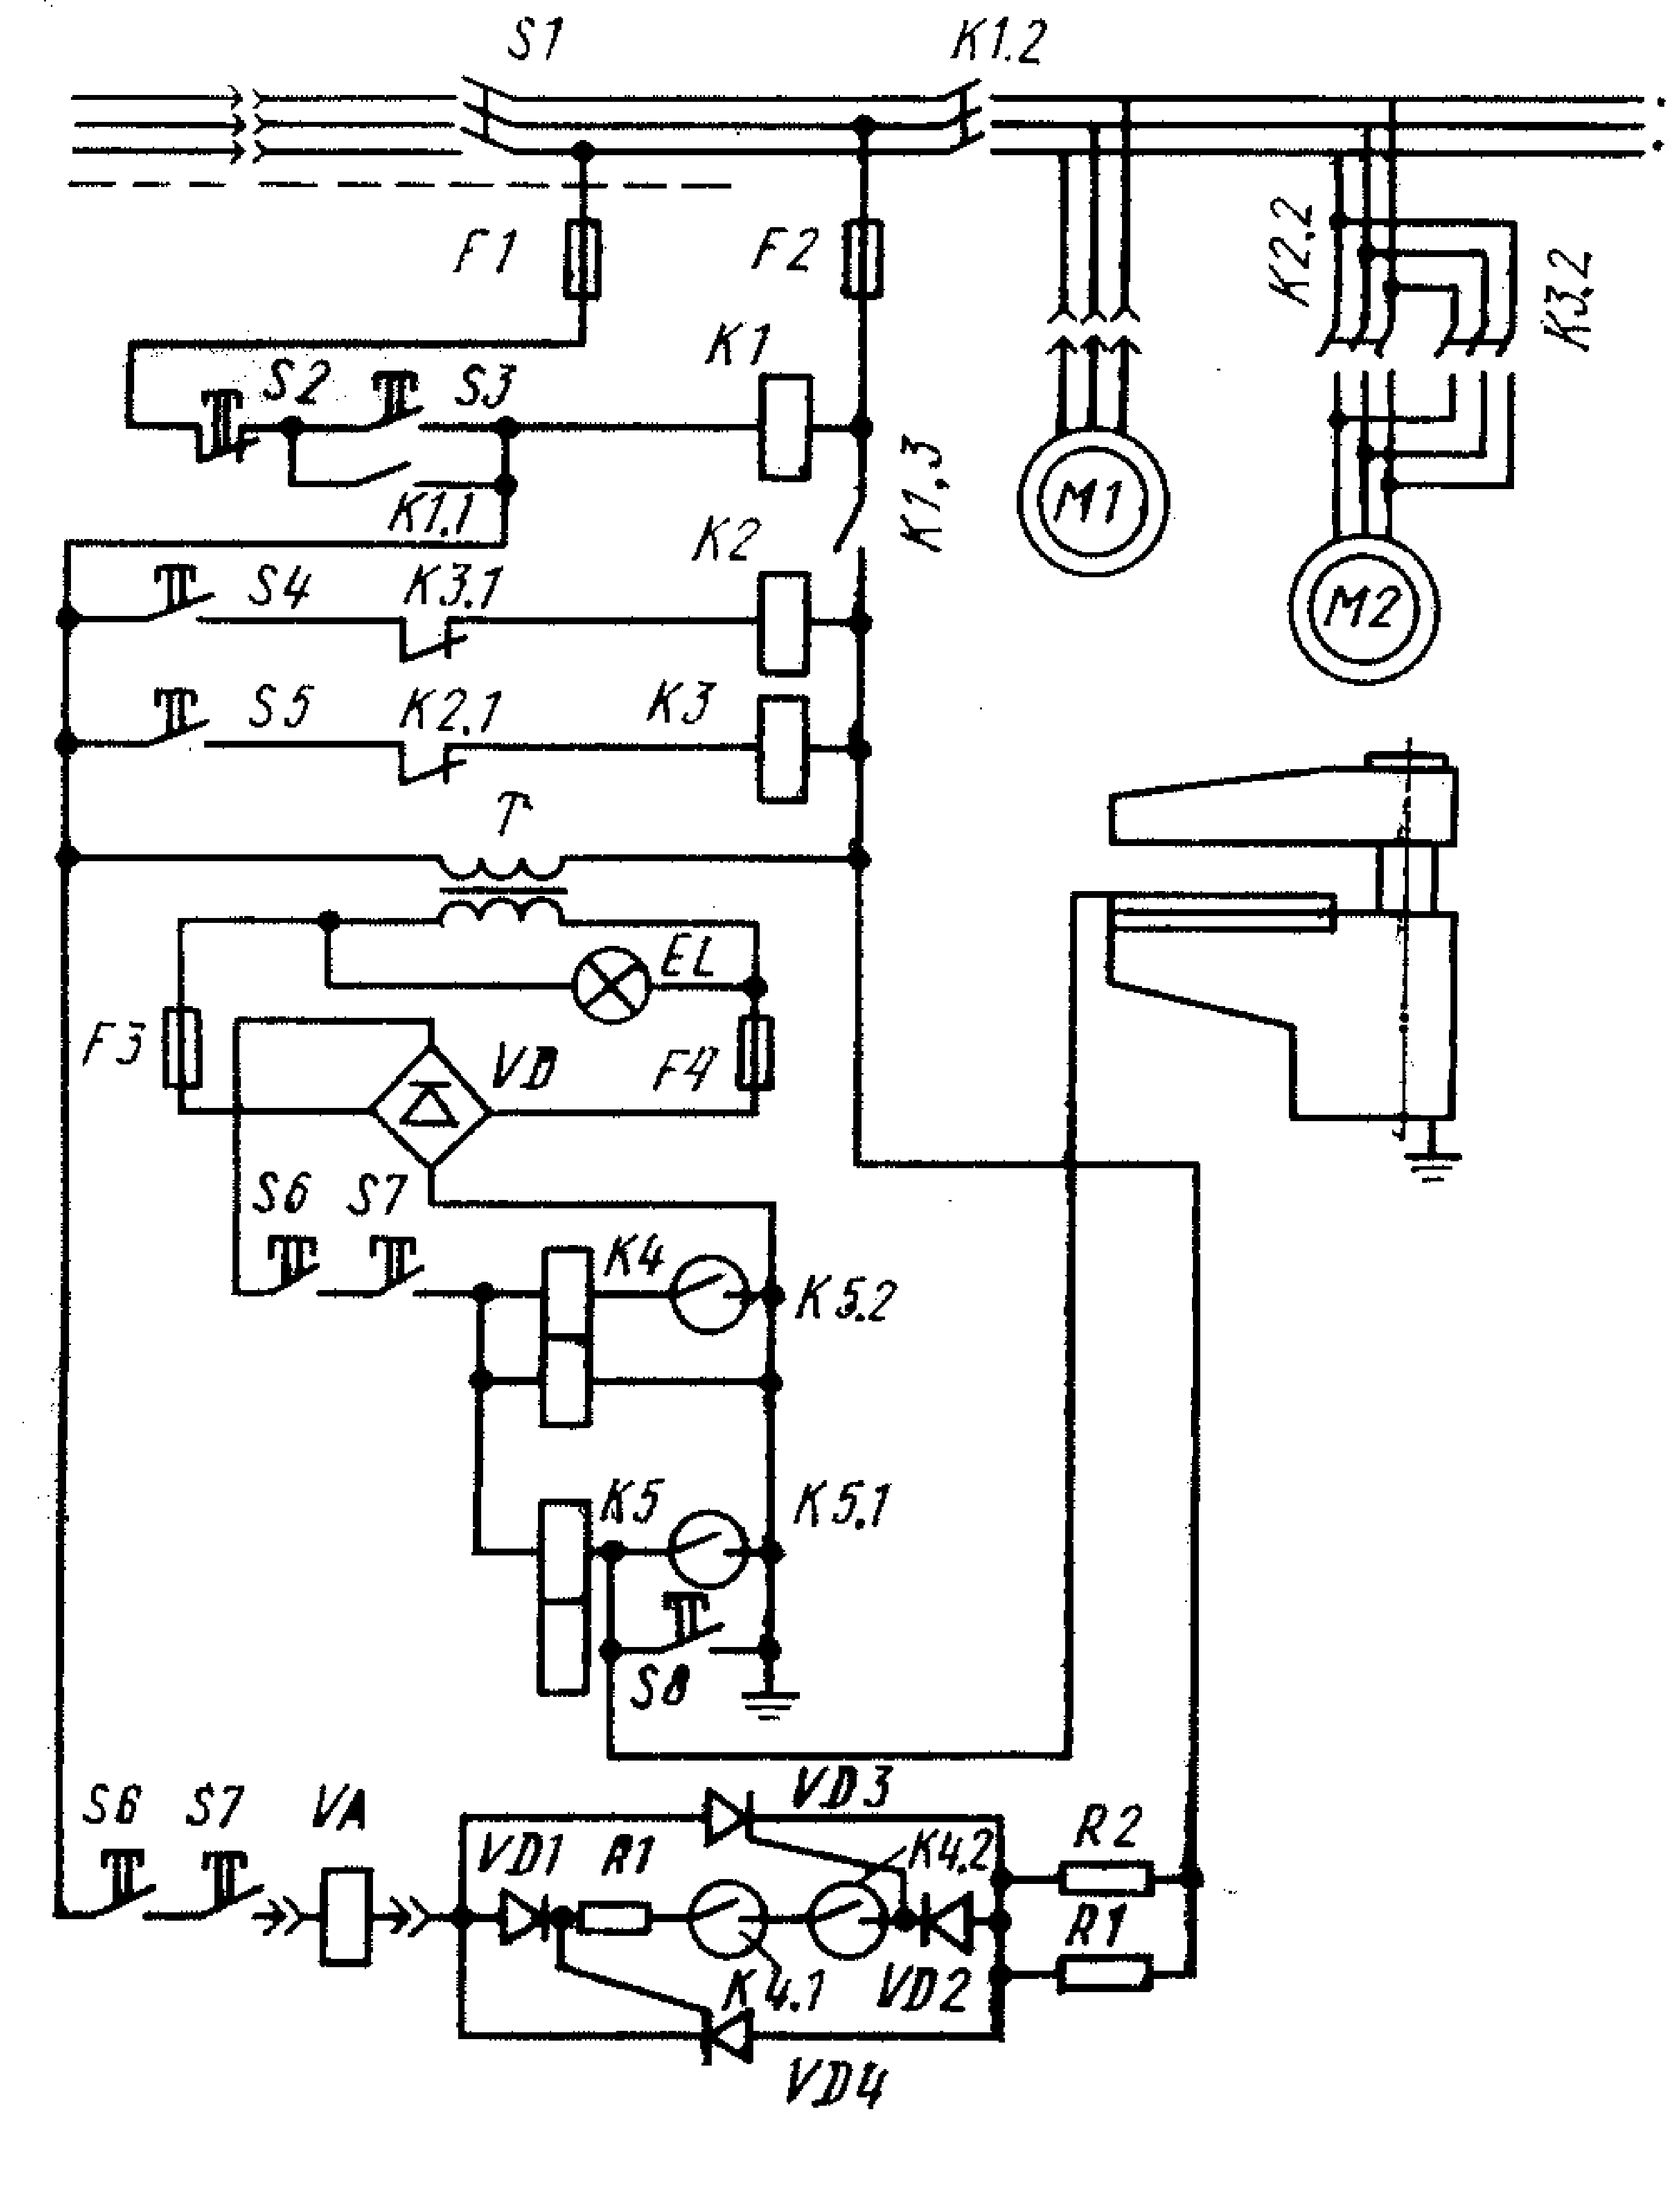 S1 K1.2
F1 F2 K2.2 K3.2
S2 S3 K1
K1.1 K2 K1.3 M1
S4 K3.1 M2
S5 K2.1 K3
T
EL
F3 VD F4
S6 S7 K4 K5.2
K5 K5.1
S8
S6 S7 VA VD3 R2
VD1 R1 K4.2
R1
K4.1 VD2
VD4